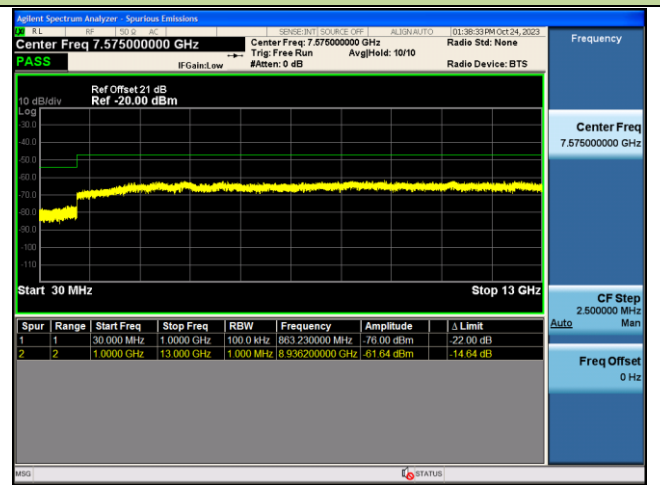 Agilent Spectrum Analyzer - Spurious Emissions
RL RF 50 Ω AC SENSE:INT SOURCE OFF ALIGN AUTO 01:38:33 PM Oct 24, 2023
Center Freq 7.575000000 GHz
Center Freq: 7.575000000 GHz
Radio Std: None
Trig: Free Run Avg|Hold: 10/10
PASS IFGain:Low #Atten: 0 dB Radio Device: BTS
Frequency
Ref Offset 21 dB
10 dB/div Ref -20.00 dBm
Log
-30.0
-40.0
-50.0
-60.0
-70.0
-80.0
-90.0
-100
-110
Start 30 MHz Stop 13 GHz
Spur Range Start Freq Stop Freq RBW Frequency Amplitude Δ Limit
1 1 30.000 MHz 1.0000 GHz 100.0 kHz 863.230000 MHz -76.00 dBm -22.00 dB
2 2 1.0000 GHz 13.000 GHz 1.000 MHz 8.936200000 GHz -61.64 dBm -14.64 dB
Center Freq
7.575000000 GHz
CF Step
2.500000 MHz
Auto Man
Freq Offset
0 Hz
MSG STATUS